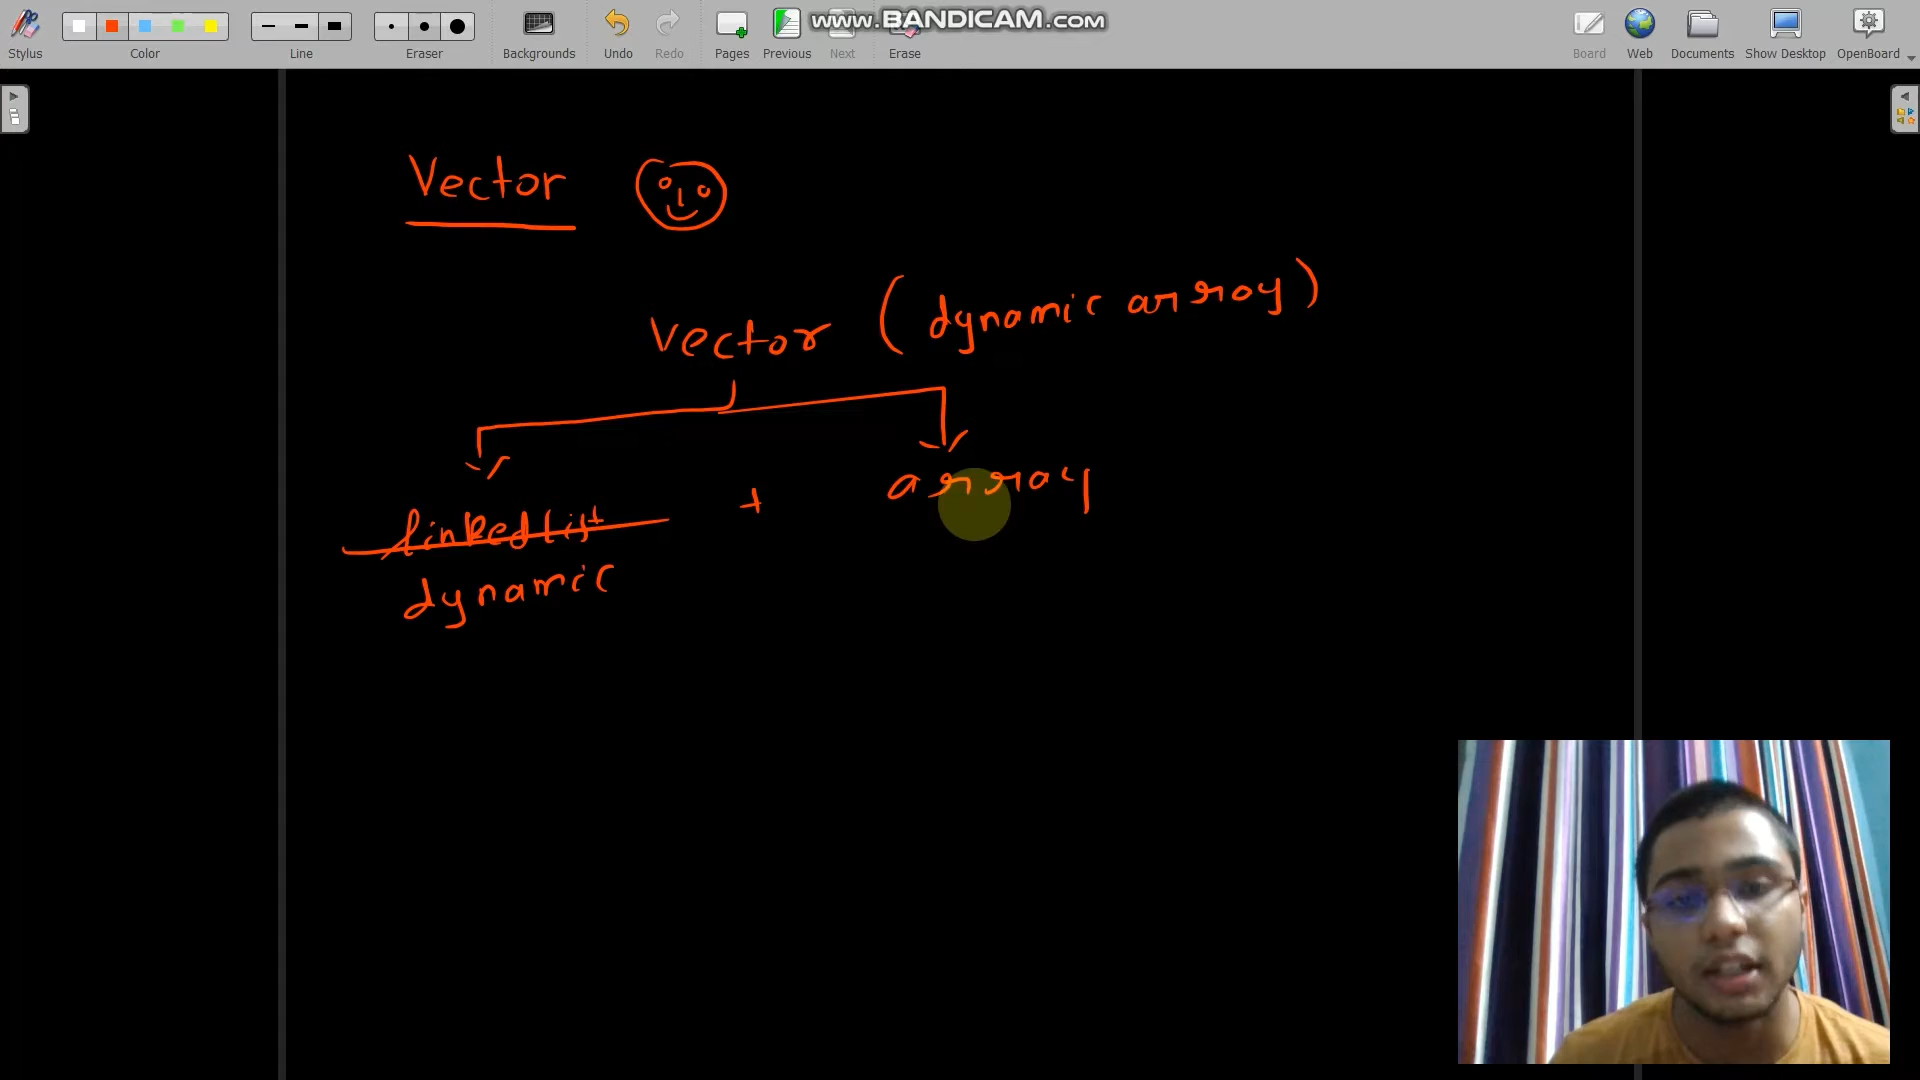 www.BANDICAM.com
Stylus Color Line Eraser Backgrounds Undo Redo Pages Previous Next Erase Board Web Documents Show Desktop OpenBoard
Vector
Vector (dynamic array)
linkedlist + array
dynamic